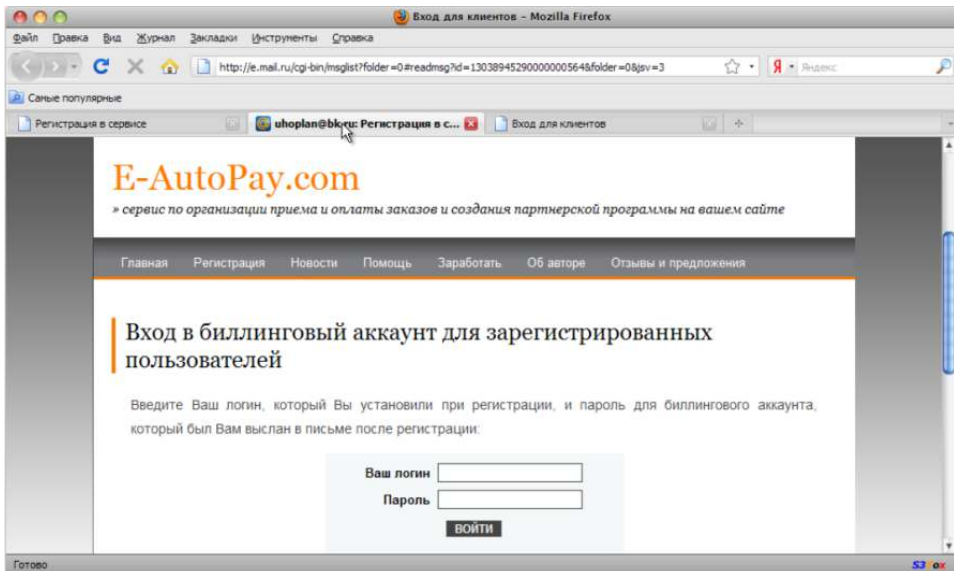 Вход для клиентов – Mozilla Firefox
Файл Правка Вид Журнал Закладки Инструменты Справка
http://e.mail.ru/cgi-bin/msglist?folder=0#readmsg?id=13038945290000000564&folder=0&jsv=3 Яндекс
Самые популярные
Регистрация в сервисе uhoplan@bk.ru: Регистрация в с... Вход для клиентов
E-AutoPay.com
» сервис по организации приема и оплаты заказов и создания партнерской программы на вашем сайте
Главная Регистрация Новости Помощь Заработать Об авторе Отзывы и предложения
Вход в биллинговый аккаунт для зарегистрированных
пользователей
Введите Ваш логин, который Вы установили при регистрации, и пароль для биллингового аккаунта,
который был Вам выслан в письме после регистрации:
Ваш логин
Пароль
ВОЙТИ
Готово